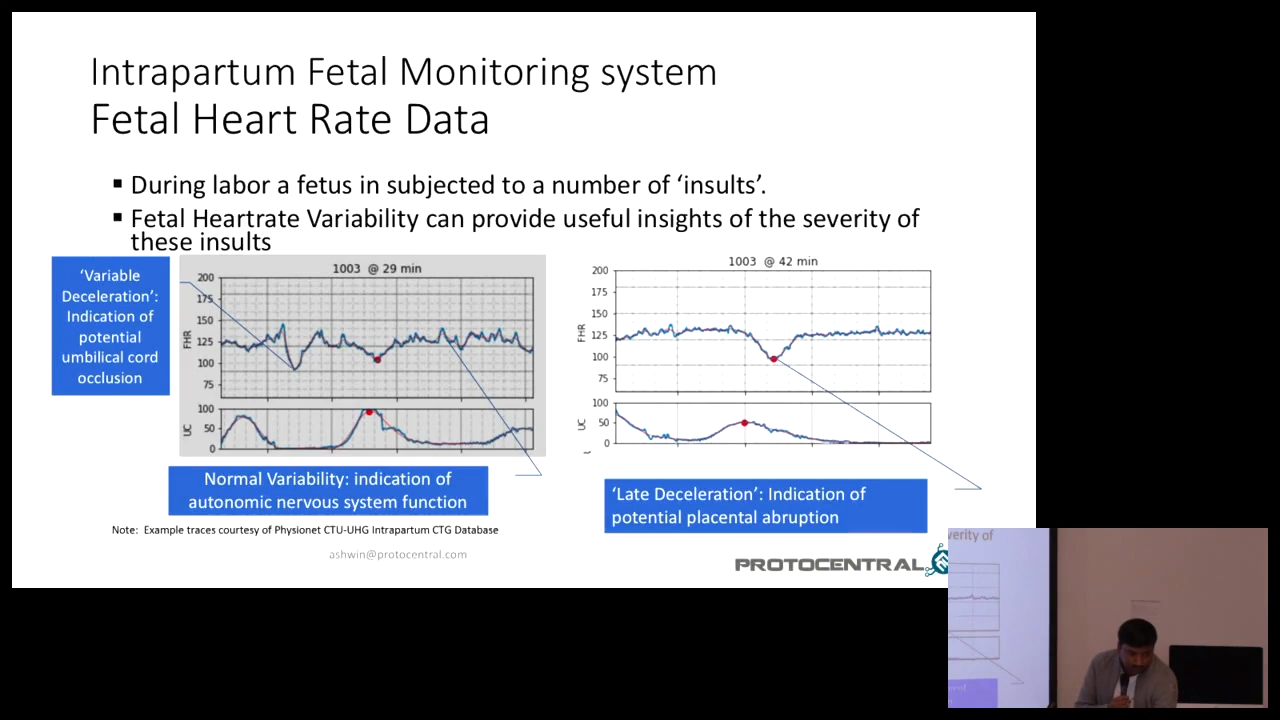 Intrapartum Fetal Monitoring system
Fetal Heart Rate Data
▪ During labor a fetus in subjected to a number of ‘insults’.
▪ Fetal Heartrate Variability can provide useful insights of the severity of
these insults
‘Variable
Deceleration’:
Indication of
potential
umbilical cord
occlusion
1003 @ 29 min
200
175
150
125
100
75
FHR
100
50
0
UC
1003 @ 42 min
200
175
150
125
100
75
FHR
100
50
0
UC
Normal Variability: indication of
autonomic nervous system function
‘Late Deceleration’: Indication of
potential placental abruption
Note: Example traces courtesy of Physionet CTU-UHG Intrapartum CTG Database
ashwin@protocentral.com
PROTOCENTRAL
verity of